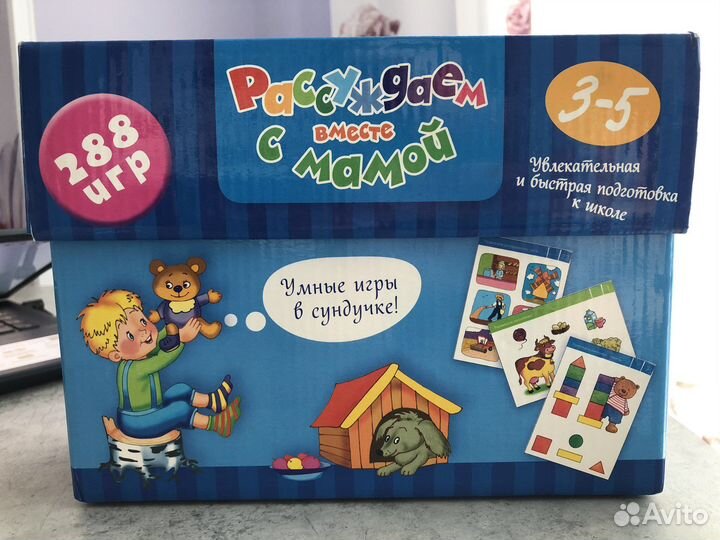 288
игр
Рассуждаем
вместе
с мамой
3-5
Увлекательная
и быстрая подготовка
к школе
Умные игры
в сундучке!
Avito